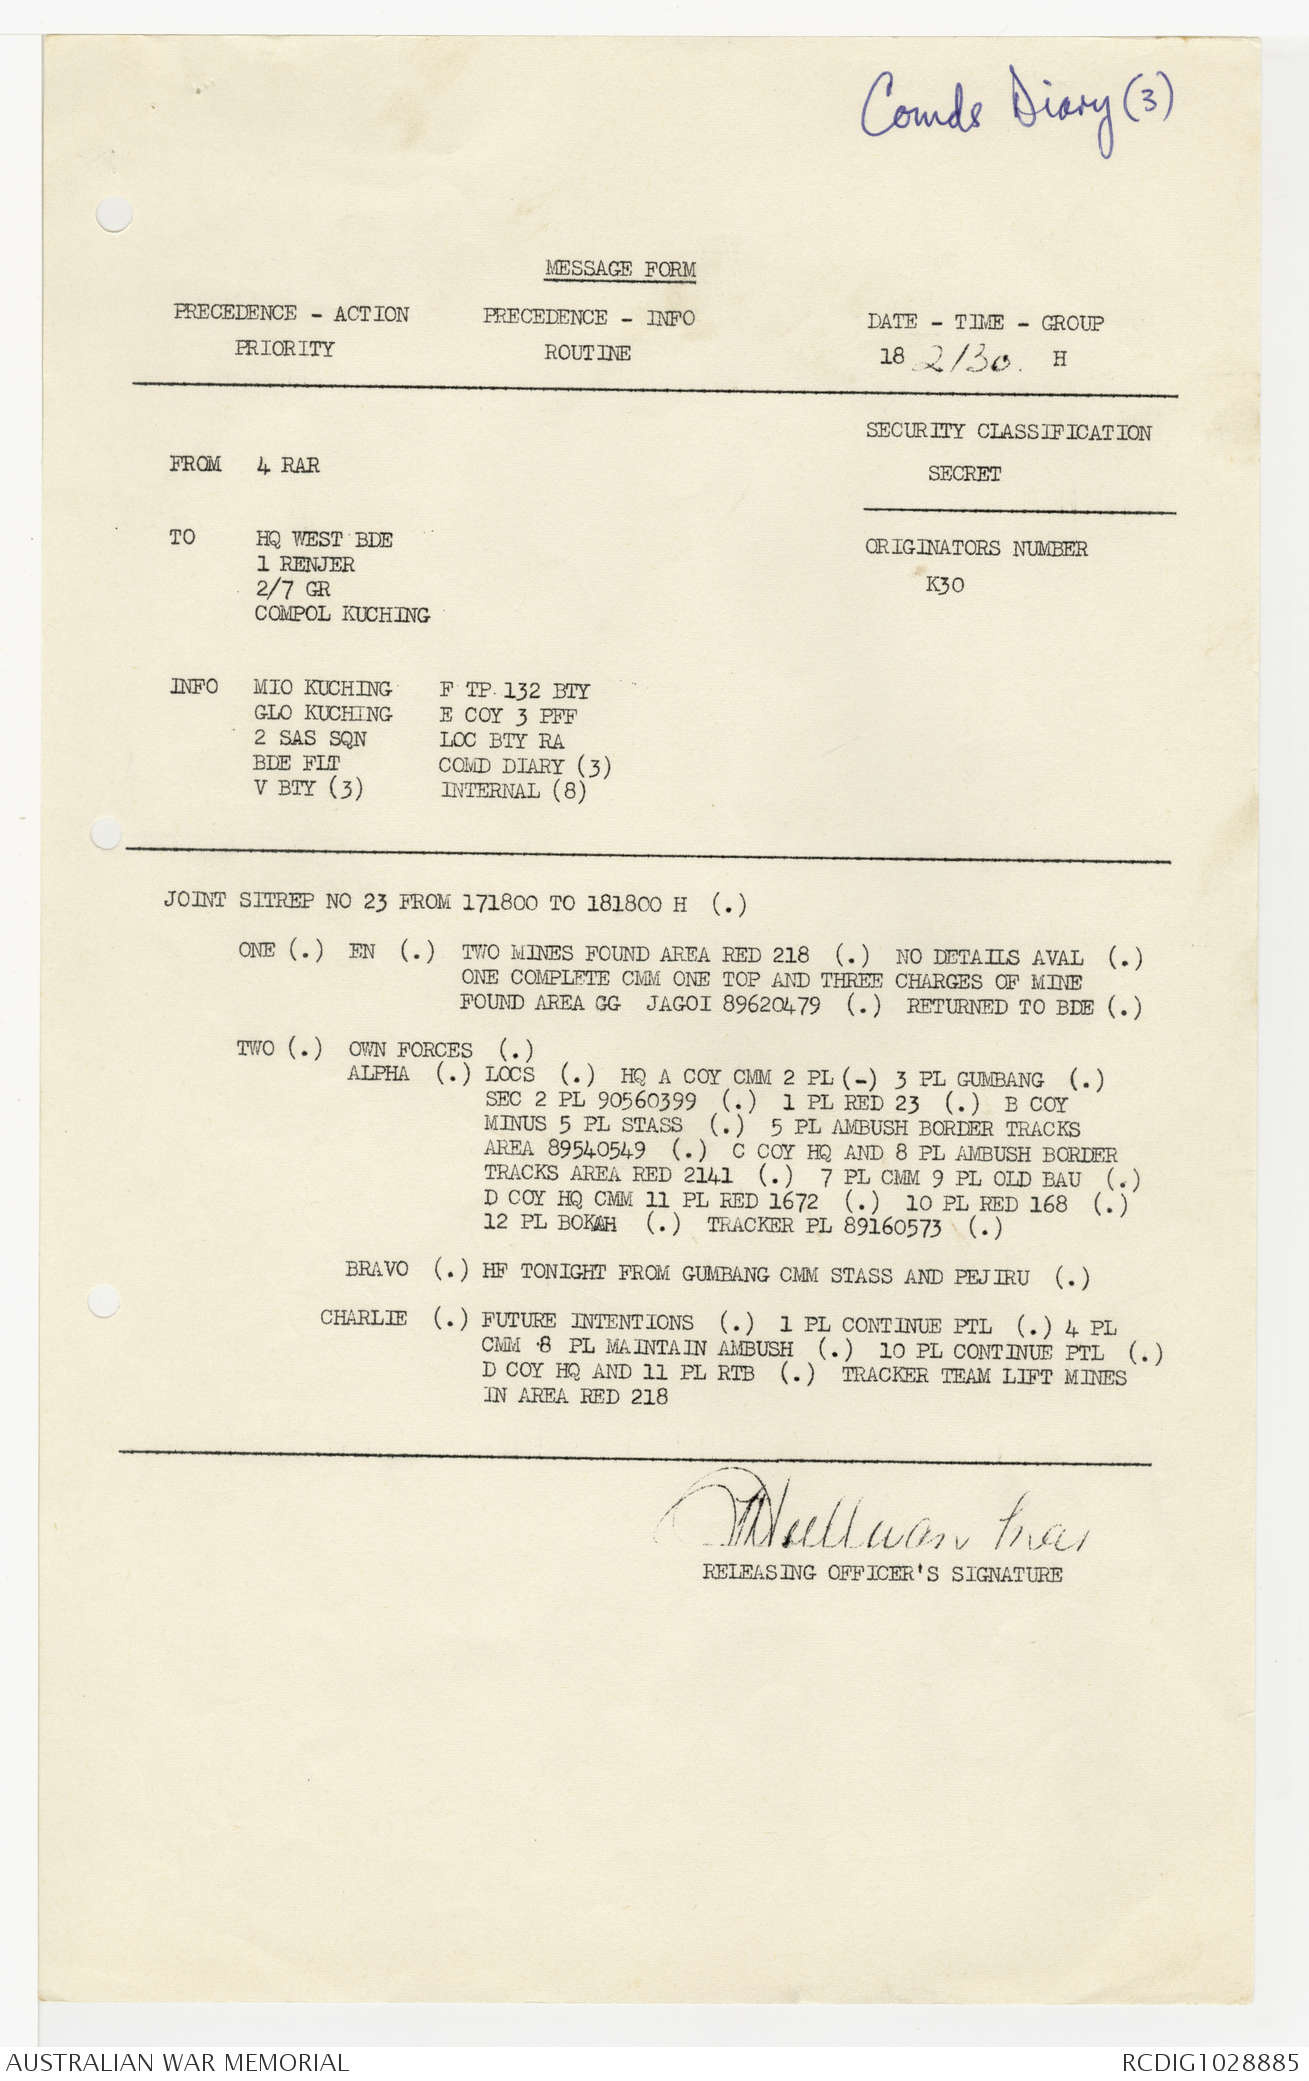 Comds Diary (3)
MESSAGE FORM
PRECEDENCE - ACTION PRECEDENCE - INFO DATE - TIME - GROUP
PRIORITY ROUTINE 18 2130. H
SECURITY CLASSIFICATION
FROM 4 RAR
SECRET
TO HQ WEST BDE
ORIGINATORS NUMBER
1 RENJER
2/7 GR K30
COMPOL KUCHING
INFO MIO KUCHING F TP 132 BTY
GLO KUCHING E COY 3 PFF
2 SAS SQN LOC BTY RA
BDE FLT COMD DIARY (3)
V BTY (3) INTERNAL (8)
JOINT SITREP NO 23 FROM 171800 TO 181800 H (.)
ONE (.) EN (.) TWO MINES FOUND AREA RED 218 (.) NO DETAILS AVAL (.)
ONE COMPLETE CMM ONE TOP AND THREE CHARGES OF MINE
FOUND AREA GG JAGOI 89620479 (.) RETURNED TO BDE (.)
TWO (.) OWN FORCES (.)
ALPHA (.) LOCS (.) HQ A COY CMM 2 PL (-) 3 PL GUMBANG (.)
SEC 2 PL 90560399 (.) 1 PL RED 23 (.) B COY
MINUS 5 PL STASS (.) 5 PL AMBUSH BORDER TRACKS
AREA 89540549 (.) C COY HQ AND 8 PL AMBUSH BORDER
TRACKS AREA RED 2141 (.) 7 PL CMM 9 PL OLD BAU (.)
D COY HQ CMM 11 PL RED 1672 (.) 10 PL RED 168 (.)
12 PL BOKAH (.) TRACKER PL 89160573 (.)
BRAVO (.) HF TONIGHT FROM GUMBANG CMM STASS AND PEJIRU (.)
CHARLIE (.) FUTURE INTENTIONS (.) 1 PL CONTINUE PTL (.) 4 PL
CMM 8 PL MAINTAIN AMBUSH (.) 10 PL CONTINUE PTL (.)
D COY HQ AND 11 PL RTB (.) TRACKER TEAM LIFT MINES
IN AREA RED 218
RELEASING OFFICER'S SIGNATURE
AUSTRALIAN WAR MEMORIAL RCDIG1028885